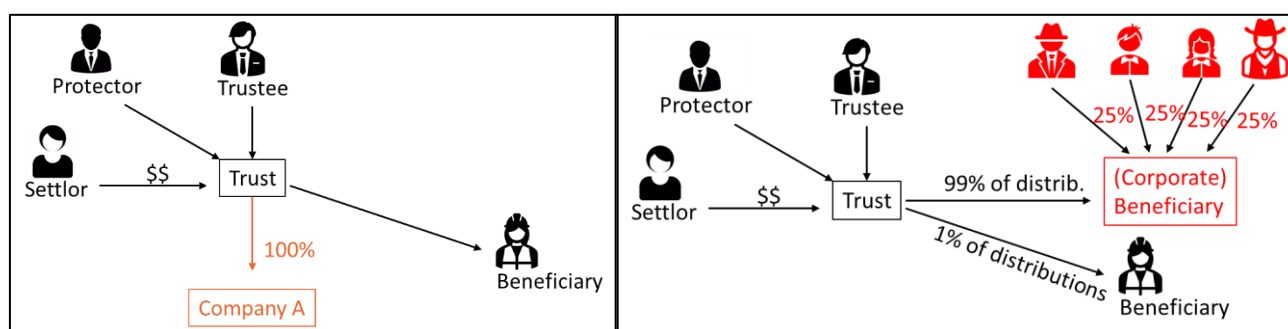 Protector
Trustee
Settlor
$$
Trust
100%
Company A
Beneficiary
Protector
Trustee
25%
25%
25%
25%
Settlor
$$
Trust
99% of distrib.
(Corporate)
Beneficiary
1% of distributions
Beneficiary